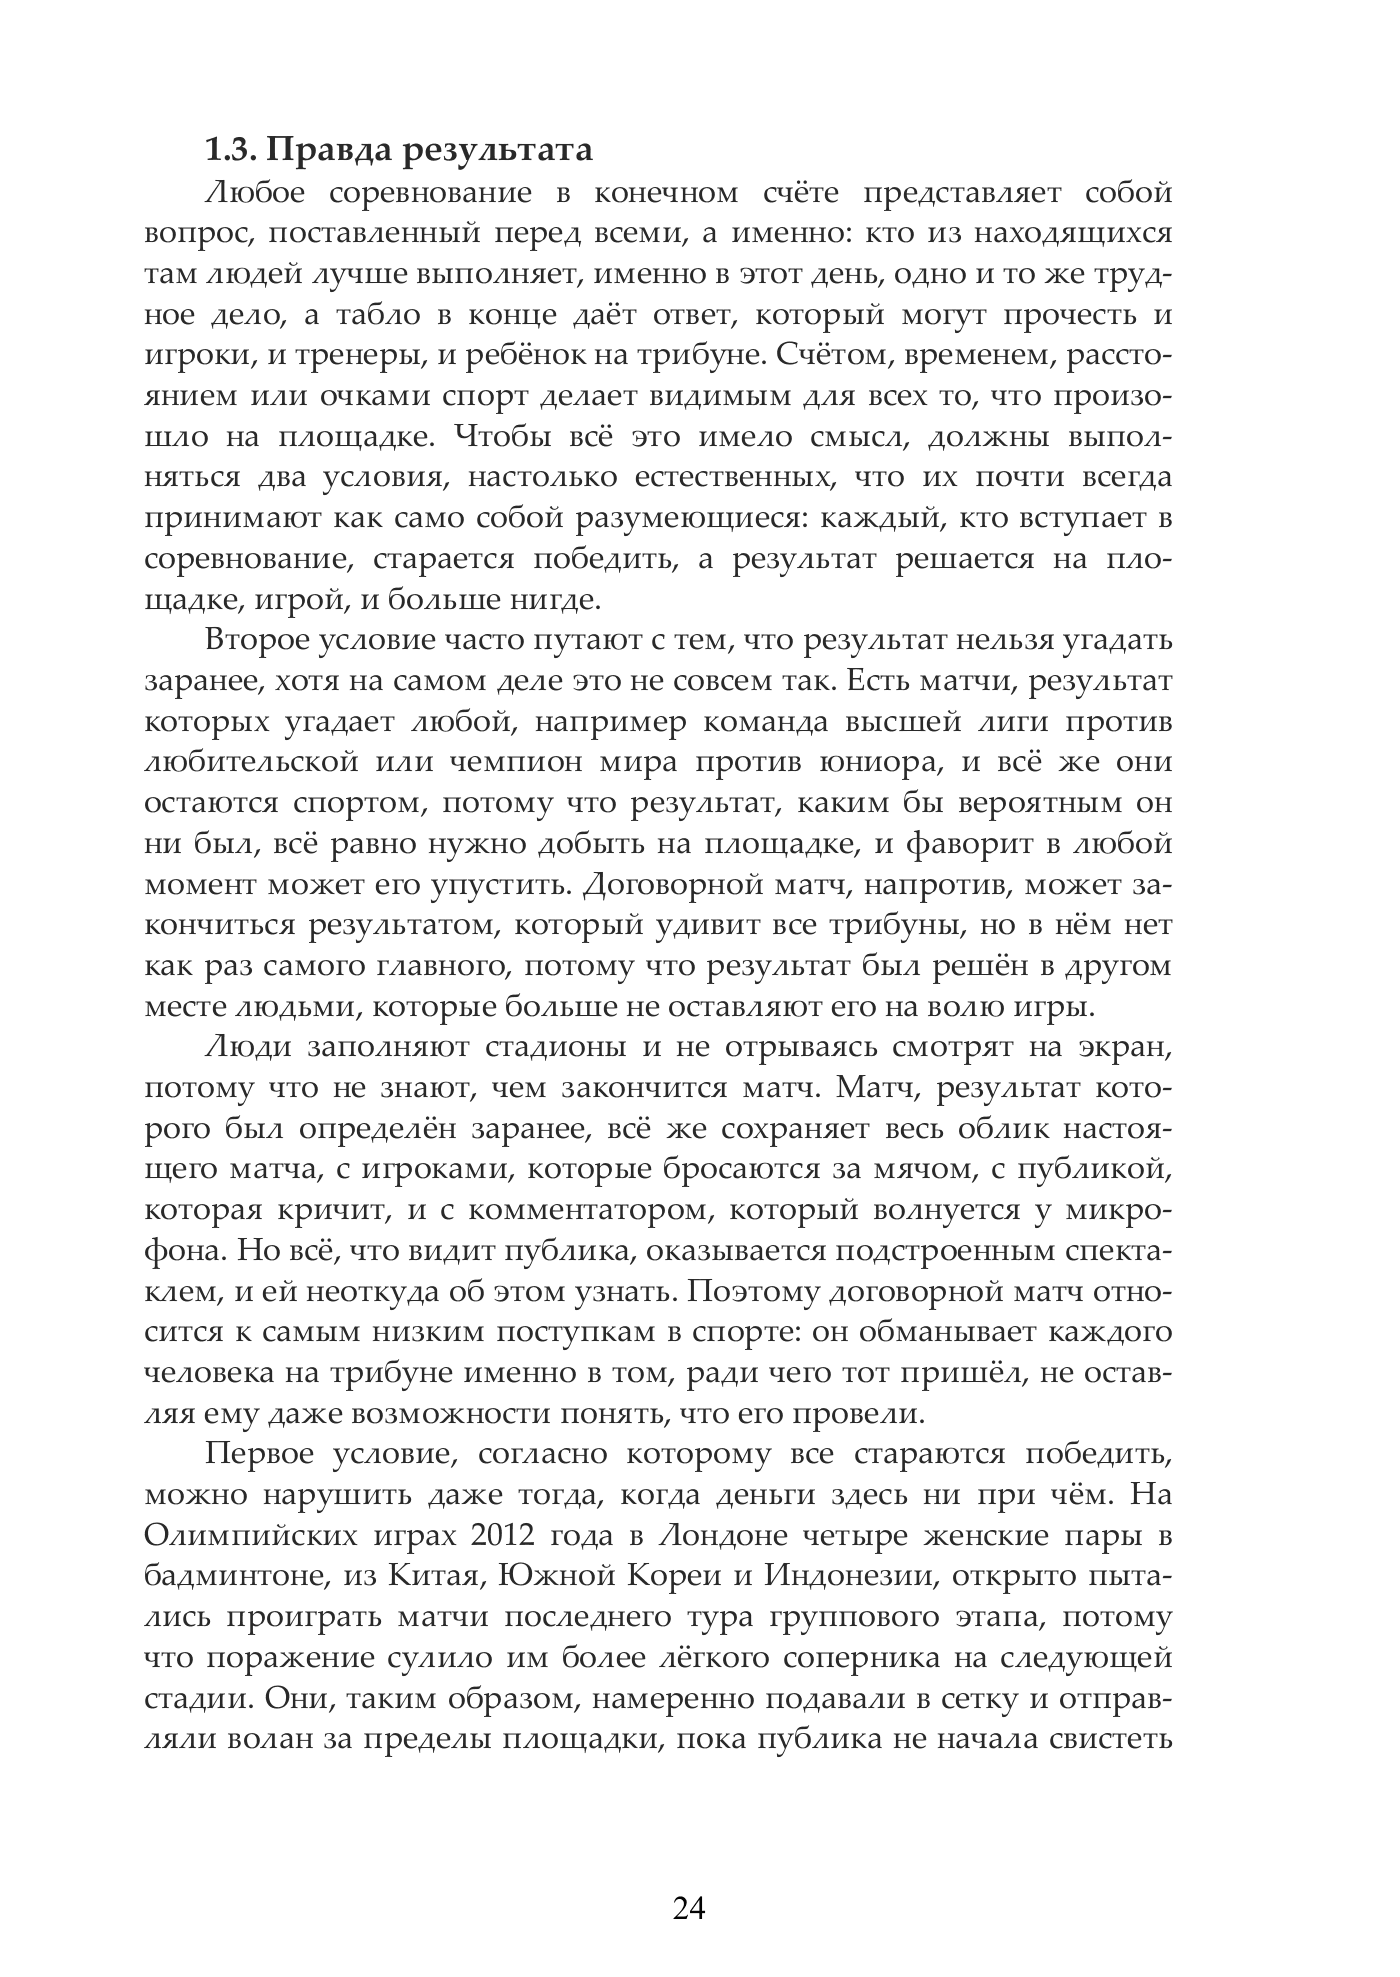 1.3. Правда результата
Любое соревнование в конечном счёте представляет собой
вопрос, поставленный перед всеми, а именно: кто из находящихся
там людей лучше выполняет, именно в этот день, одно и то же труд-
ное дело, а табло в конце даёт ответ, который могут прочесть и
игроки, и тренеры, и ребёнок на трибуне. Счётом, временем, рассто-
янием или очками спорт делает видимым для всех то, что произо-
шло на площадке. Чтобы всё это имело смысл, должны выпол-
няться два условия, настолько естественных, что их почти всегда
принимают как само собой разумеющиеся: каждый, кто вступает в
соревнование, старается победить, а результат решается на пло-
щадке, игрой, и больше нигде.
Второе условие часто путают с тем, что результат нельзя угадать
заранее, хотя на самом деле это не совсем так. Есть матчи, результат
которых угадает любой, например команда высшей лиги против
любительской или чемпион мира против юниора, и всё же они
остаются спортом, потому что результат, каким бы вероятным он
ни был, всё равно нужно добыть на площадке, и фаворит в любой
момент может его упустить. Договорной матч, напротив, может за-
кончиться результатом, который удивит все трибуны, но в нём нет
как раз самого главного, потому что результат был решён в другом
месте людьми, которые больше не оставляют его на волю игры.
Люди заполняют стадионы и не отрываясь смотрят на экран,
потому что не знают, чем закончится матч. Матч, результат кото-
рого был определён заранее, всё же сохраняет весь облик настоя-
щего матча, с игроками, которые бросаются за мячом, с публикой,
которая кричит, и с комментатором, который волнуется у микро-
фона. Но всё, что видит публика, оказывается подстроенным спекта-
клем, и ей неоткуда об этом узнать. Поэтому договорной матч отно-
сится к самым низким поступкам в спорте: он обманывает каждого
человека на трибуне именно в том, ради чего тот пришёл, не остав-
ляя ему даже возможности понять, что его провели.
Первое условие, согласно которому все стараются победить,
можно нарушить даже тогда, когда деньги здесь ни при чём. На
Олимпийских играх 2012 года в Лондоне четыре женские пары в
бадминтоне, из Китая, Южной Кореи и Индонезии, открыто пыта-
лись проиграть матчи последнего тура группового этапа, потому
что поражение сулило им более лёгкого соперника на следующей
стадии. Они, таким образом, намеренно подавали в сетку и отправ-
ляли волан за пределы площадки, пока публика не начала свистеть
24